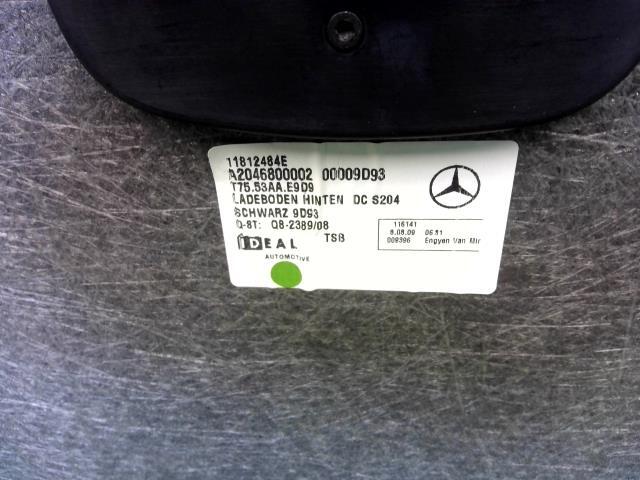 11812484E
A2046800002 00009D93
T75.53AA.E9D9
LADEBODEN HINTEN DC S204
SCHWARZ 9D93
Q-8T: Q8-2389/08
IDEAL TSB
AUTOMOTIVE
116141
8.08.09 06:51
009396 Engyen Van Mir